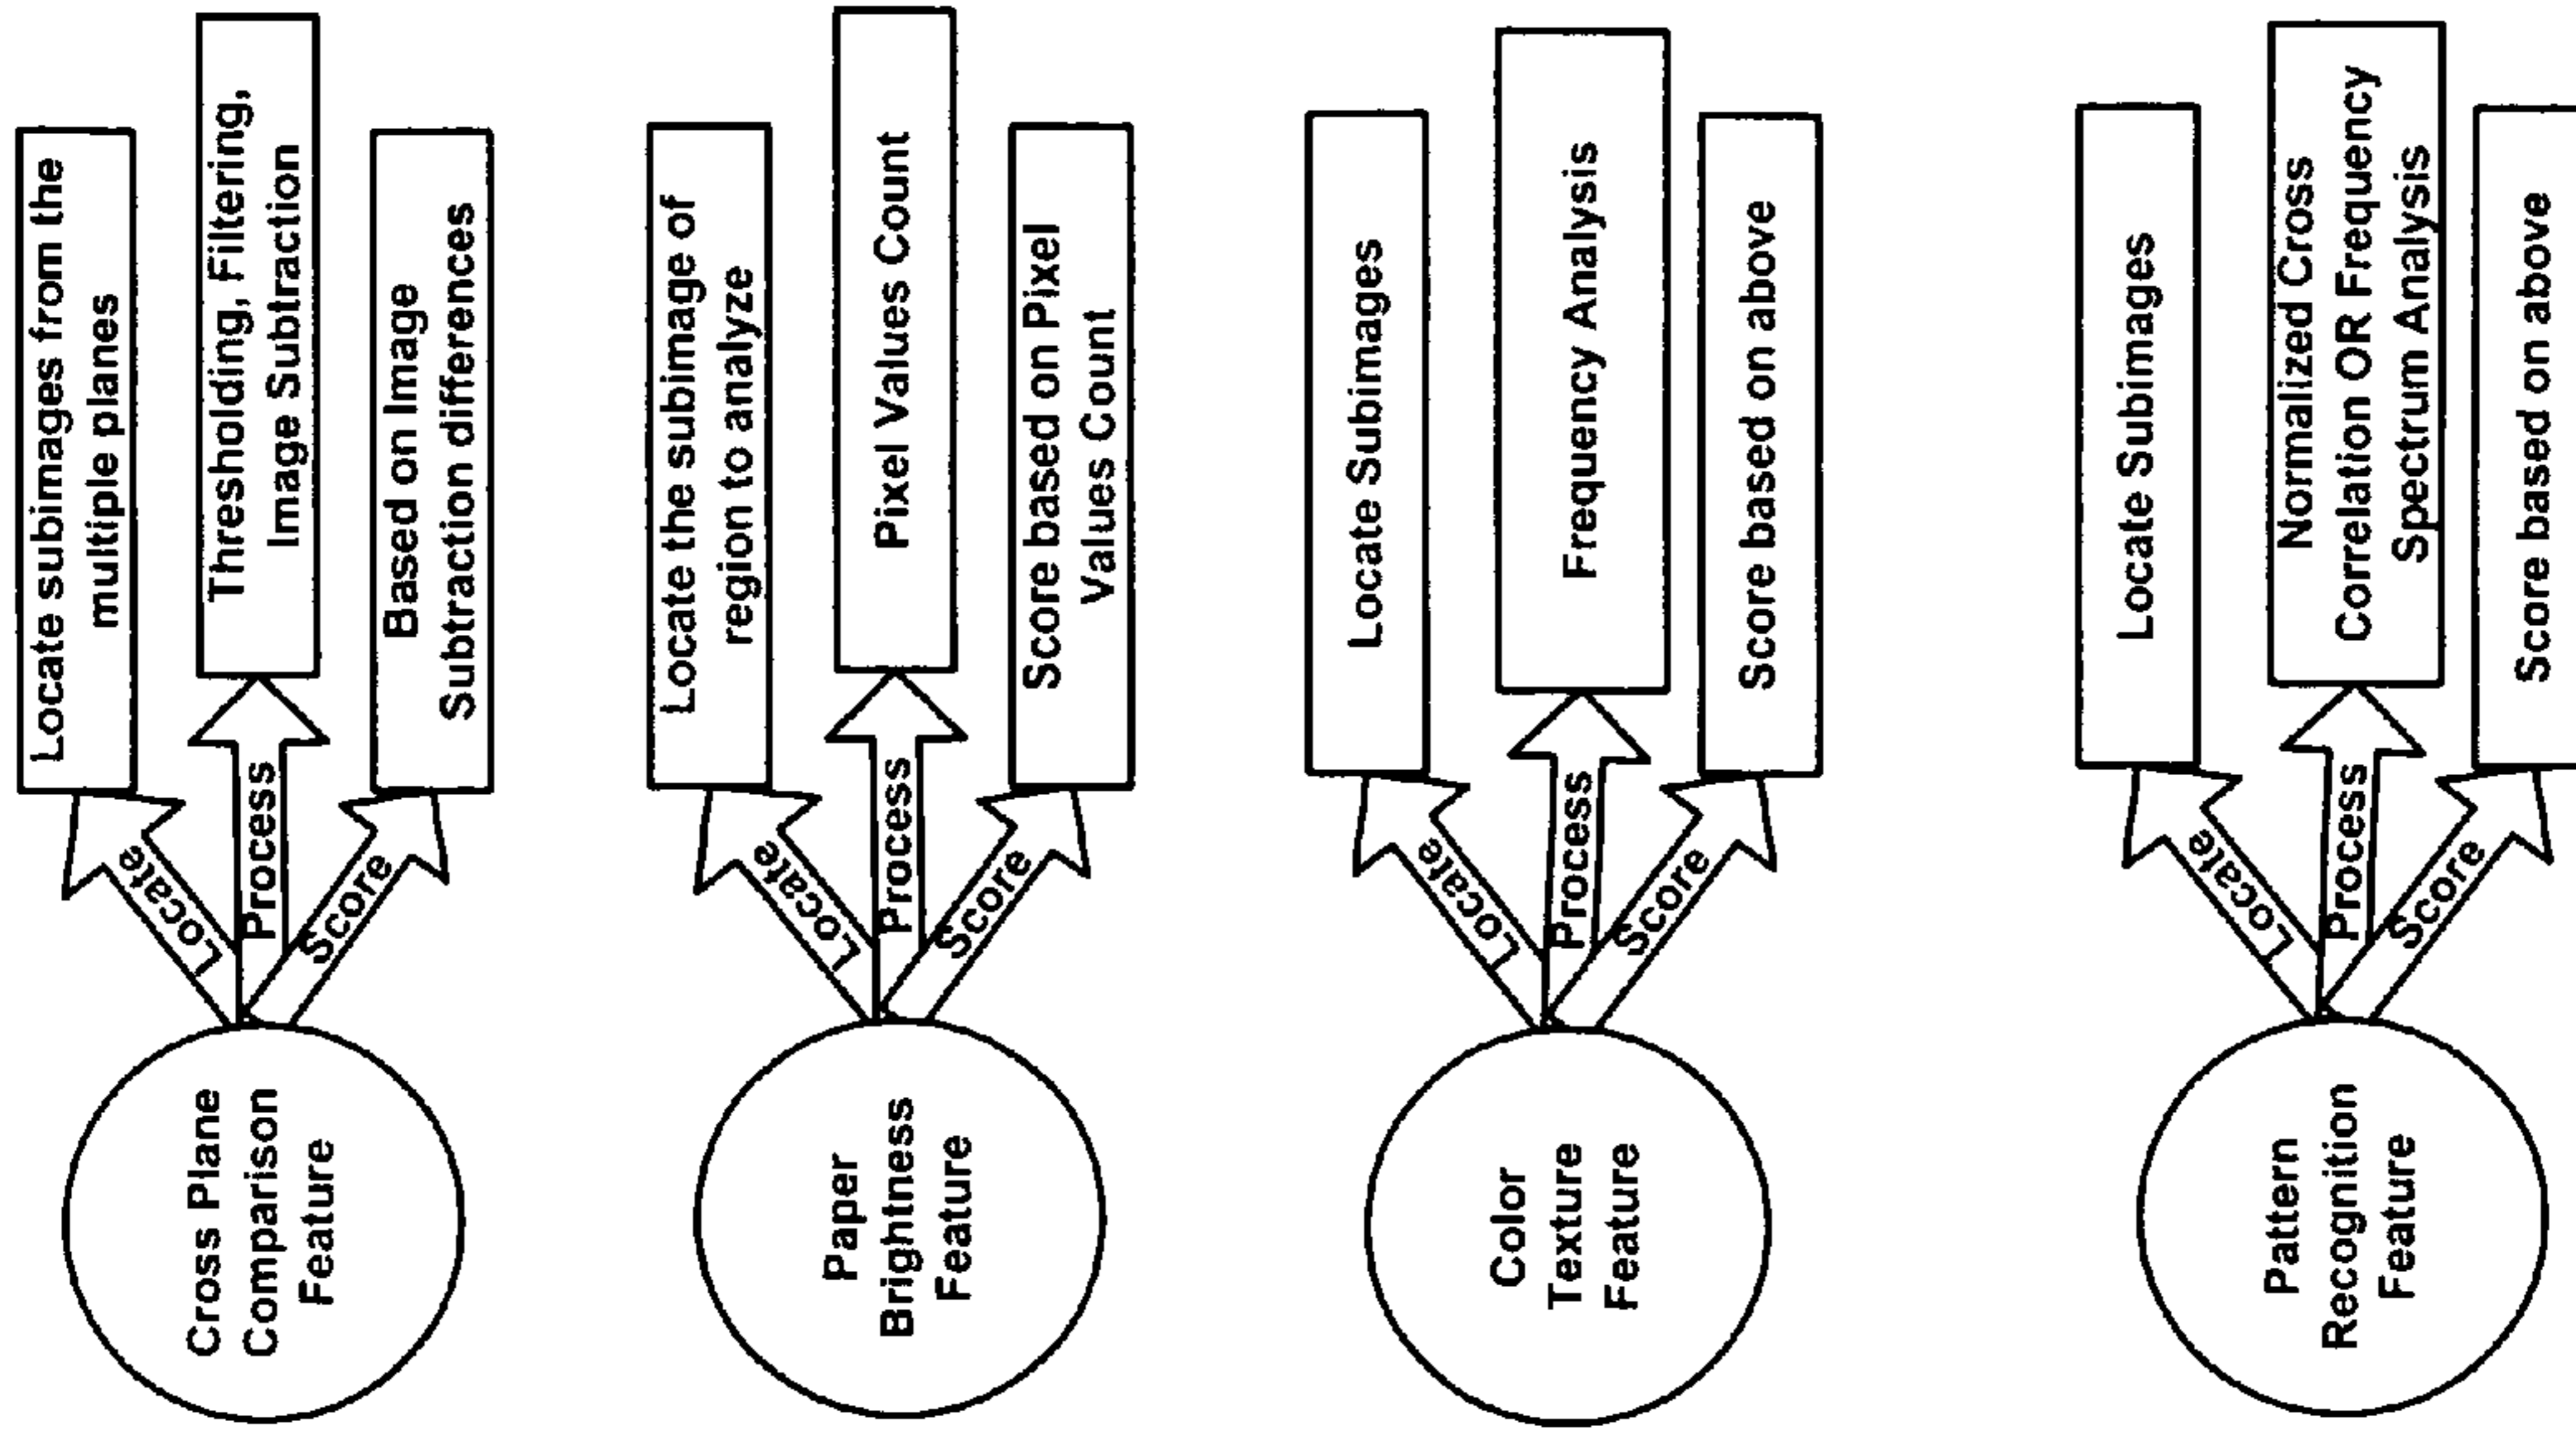 Cross Plane
Comparison
Feature
Locate
Process
Score
Locate subimages from the
multiple planes
Thresholding, Filtering,
Image Subtraction
Based on Image
Subtraction differences
Paper
Brightness
Feature
Locate
Process
Score
Locate the subimage of
region to analyze
Pixel Values Count
Score based on Pixel
Values Count
Color
Texture
Feature
Locate
Process
Score
Locate Subimages
Frequency Analysis
Score based on above
Pattern
Recognition
Feature
Locate
Process
Score
Locate Subimages
Normalized Cross
Correlation OR Frequency
Spectrum Analysis
Score based on above